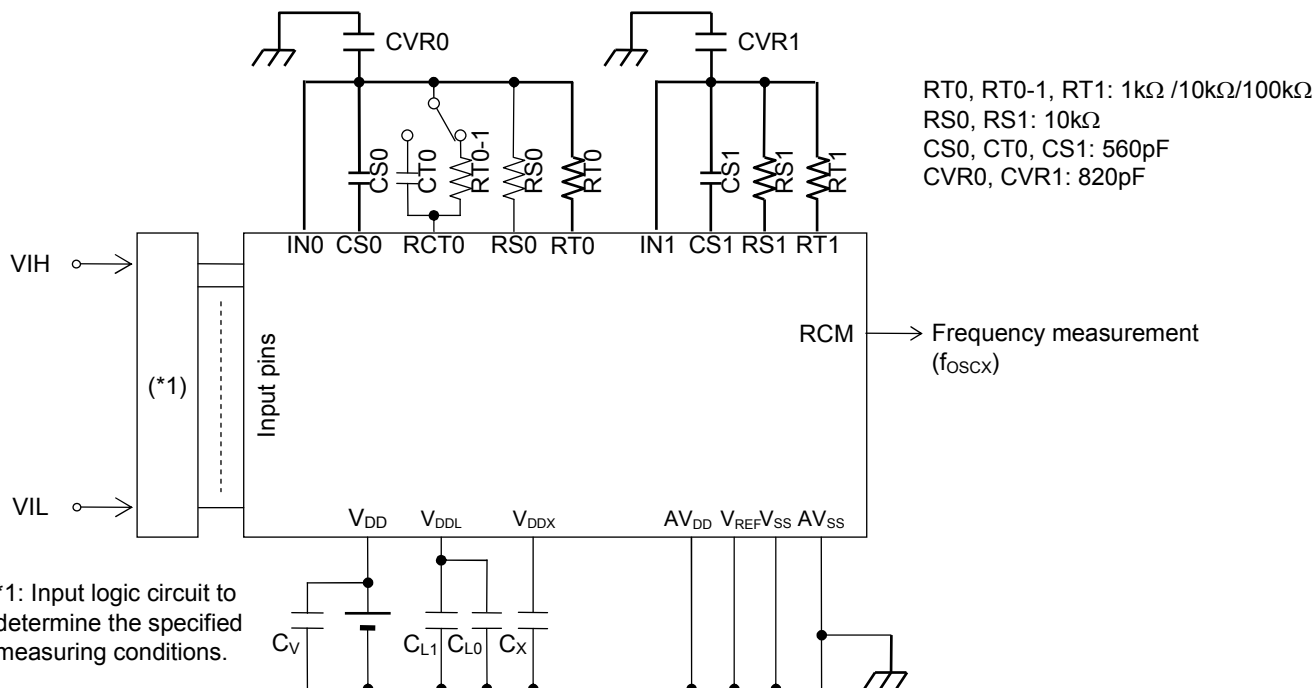 CVR0
CVR1
RT0, RT0-1, RT1: 1kΩ /10kΩ/100kΩ
RS0, RS1: 10kΩ
CS0, CT0, CS1: 560pF
CVR0, CVR1: 820pF
CS0
CT0
RT0-1
RS0
RT0
CS1
RS1
RT1
IN0 CS0 RCT0 RS0 RT0
IN1 CS1 RS1 RT1
VIH
(*1)
Input pins
RCM
Frequency measurement
(fOSCX)
VIL
VDD VDDL VDDX AVDD VREF VSS AVSS
*1: Input logic circuit to
determine the specified
measuring conditions.
CV
CL1 CL0 CX